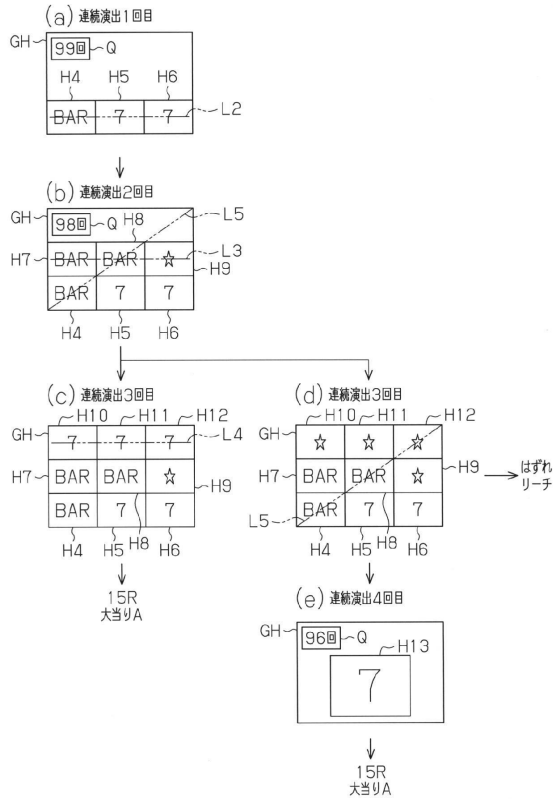 (a) 連続演出1回目
GH
99回
Q
H4 H5 H6
BAR 7 7
L2
(b) 連続演出2回目
GH
98回
Q
H8
L5
H7
BAR BAR ☆
L3
H9
BAR 7 7
H4 H5 H6
(c) 連続演出3回目
H10 H11 H12
GH
7 7 7
L4
H7
BAR BAR ☆
H9
BAR 7 7
H4 H5 H8 H6
15R
大当りA
(d) 連続演出3回目
H10 H11 H12
GH
☆ ☆ ☆
H7
BAR BAR ☆
H9
はずれ
リーチ
BAR 7 7
L5
H4 H5 H8 H6
(e) 連続演出4回目
GH
96回
Q
H13
7
15R
大当りA